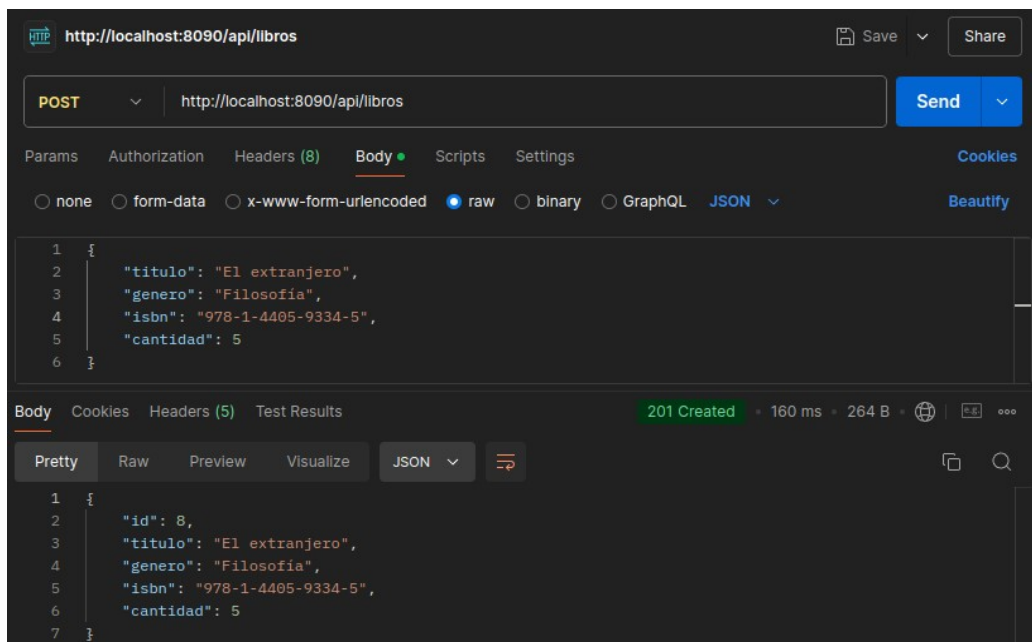 HTTP http://localhost:8090/api/libros Save Share
POST http://localhost:8090/api/libros Send
Params Authorization Headers (8) Body Scripts Settings Cookies
none form-data x-www-form-urlencoded raw binary GraphQL JSON Beautify
1 {
2 "titulo": "El extranjero",
3 "genero": "Filosofía",
4 "isbn": "978-1-4405-9334-5",
5 "cantidad": 5
6 }
Body Cookies Headers (5) Test Results 201 Created 160 ms 264 B e.g.
Pretty Raw Preview Visualize JSON
1 {
2 "id": 8,
3 "titulo": "El extranjero",
4 "genero": "Filosofía",
5 "isbn": "978-1-4405-9334-5",
6 "cantidad": 5
7 }